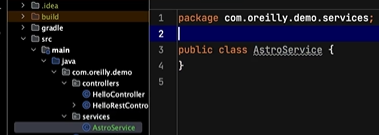 .idea
build
gradle
src
main
java
com.oreilly.demo
controllers
HelloController
HelloRestContro
services
AstroService
1 package com.oreilly.demo.services;
2
3 public class AstroService {
4 }
5